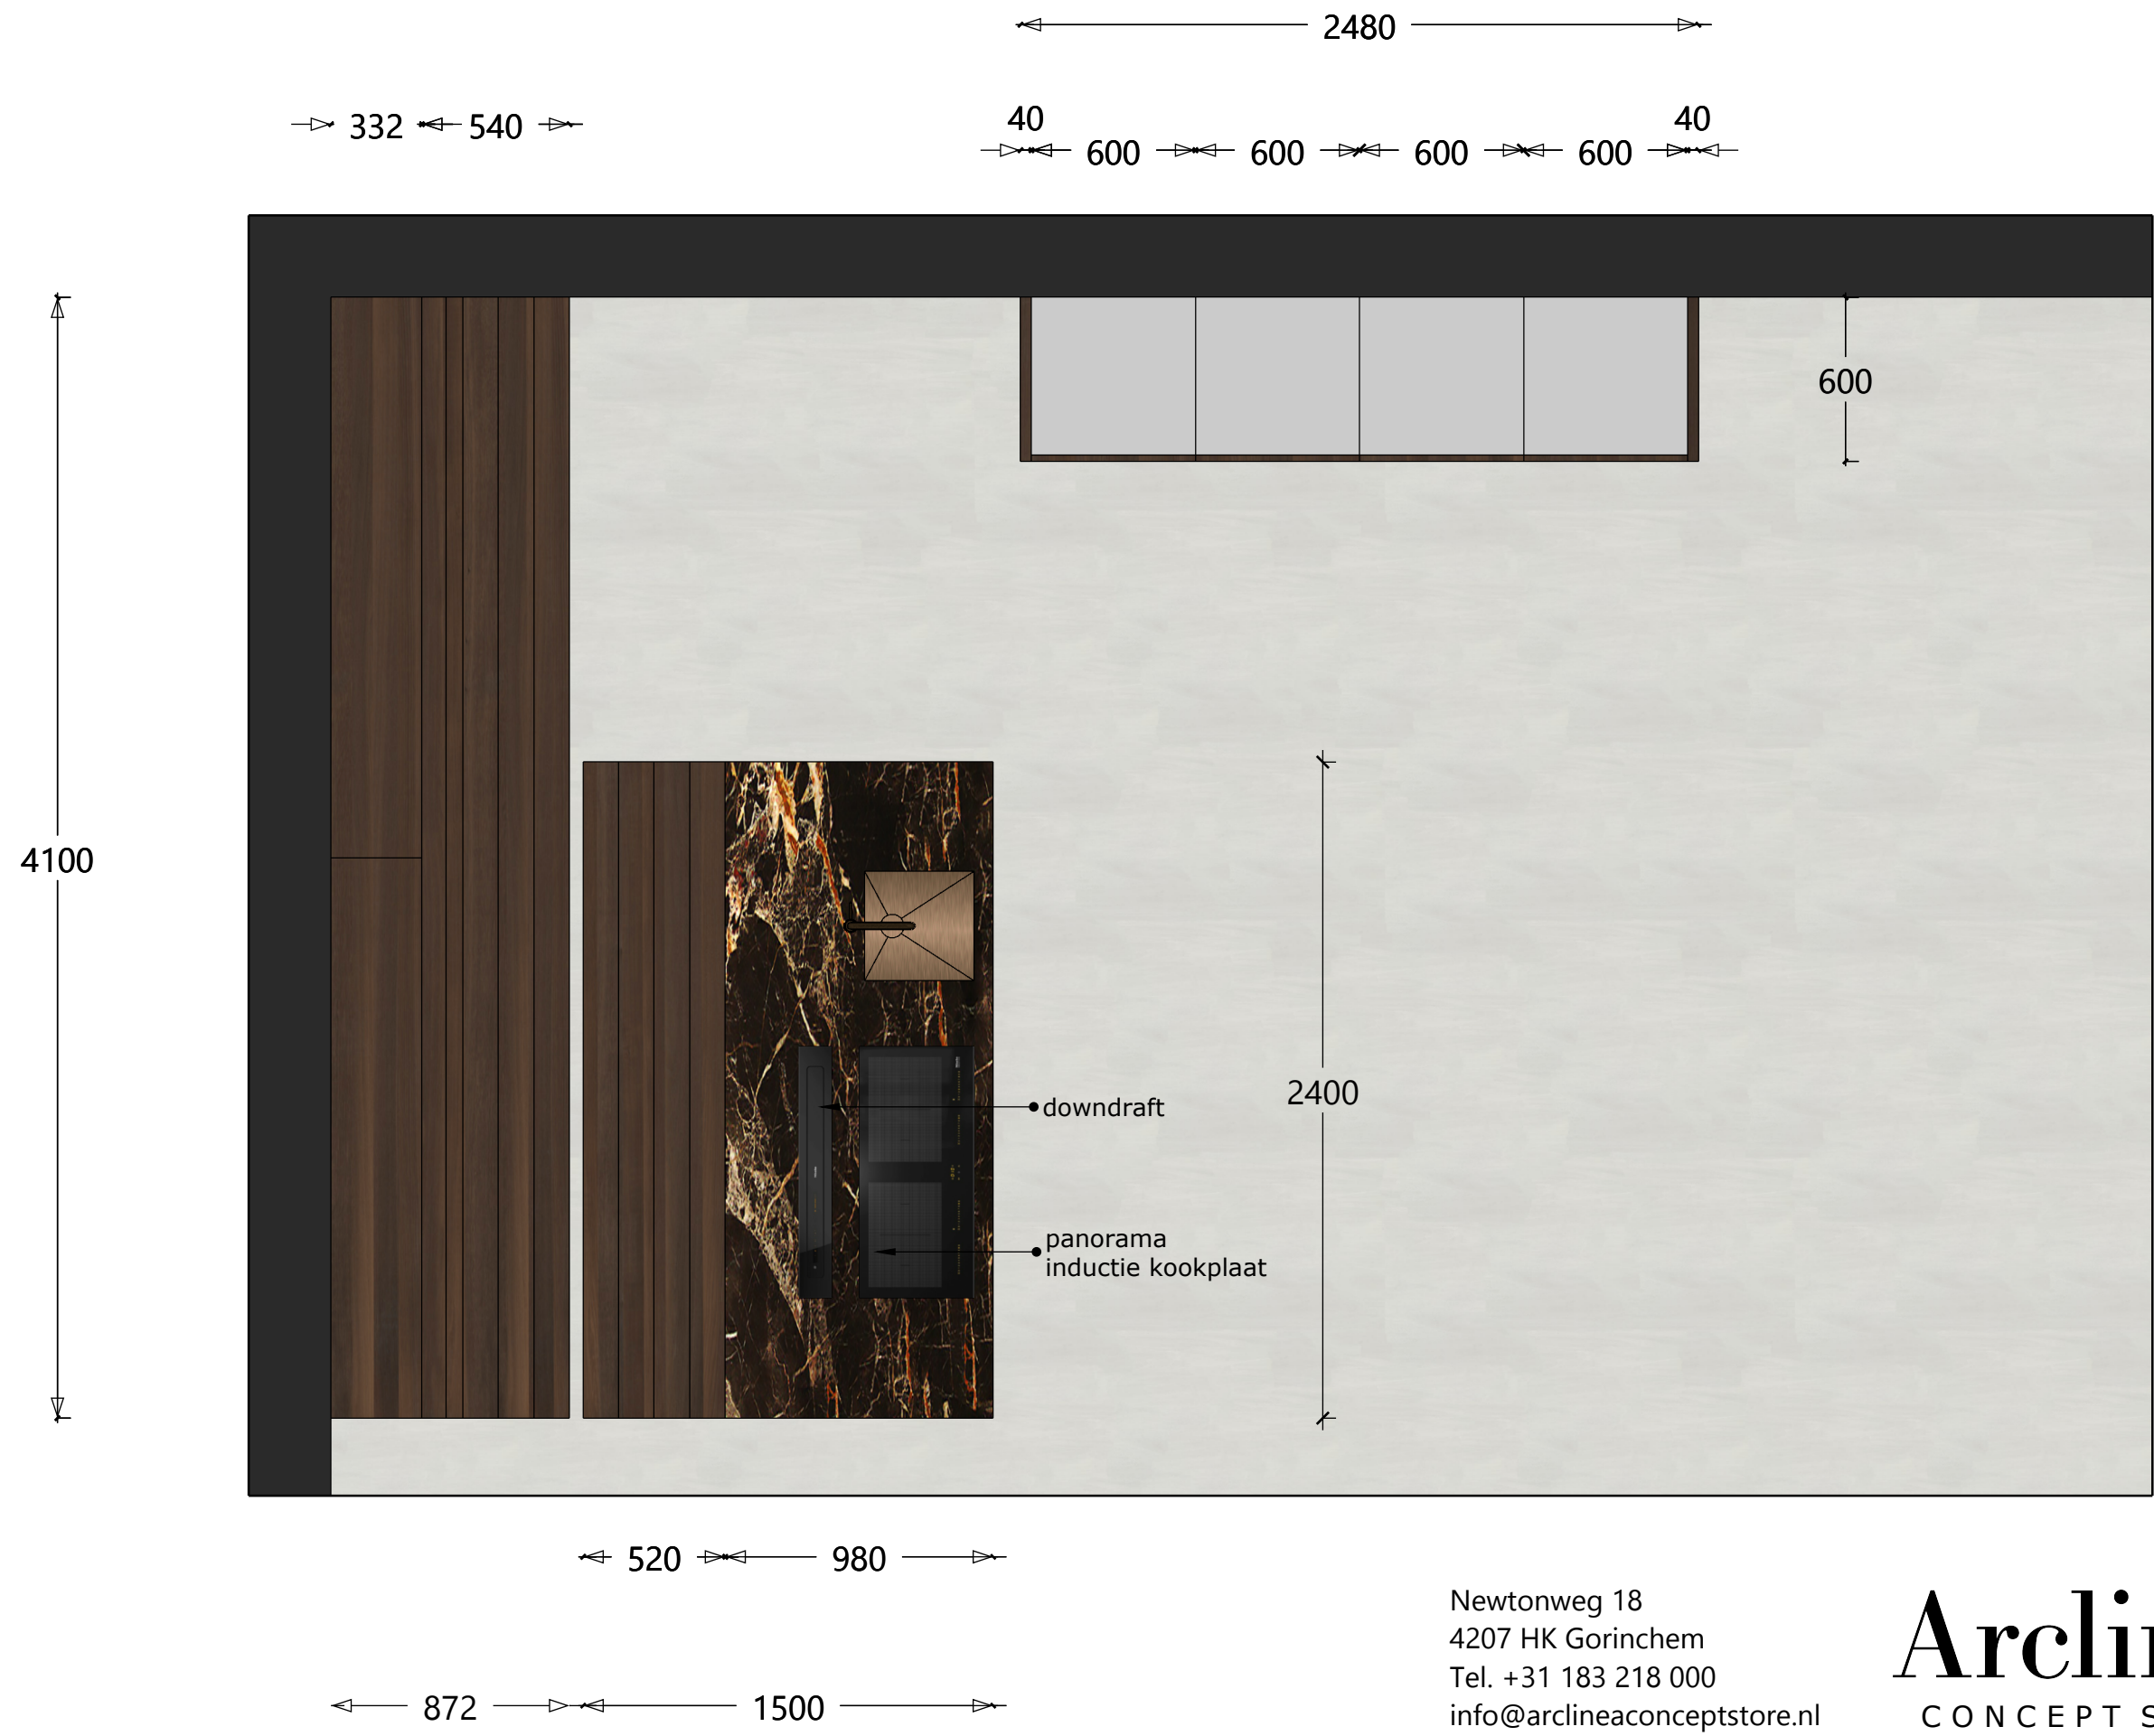 2480
40 40
332 540 600 600 600 600
600
4100
2400
downdraft
panorama
inductie kookplaat
520 980
872 1500
Newtonweg 18
4207 HK Gorinchem
Tel. +31 183 218 000
info@arclineaconceptstore.nl
CONCEPT